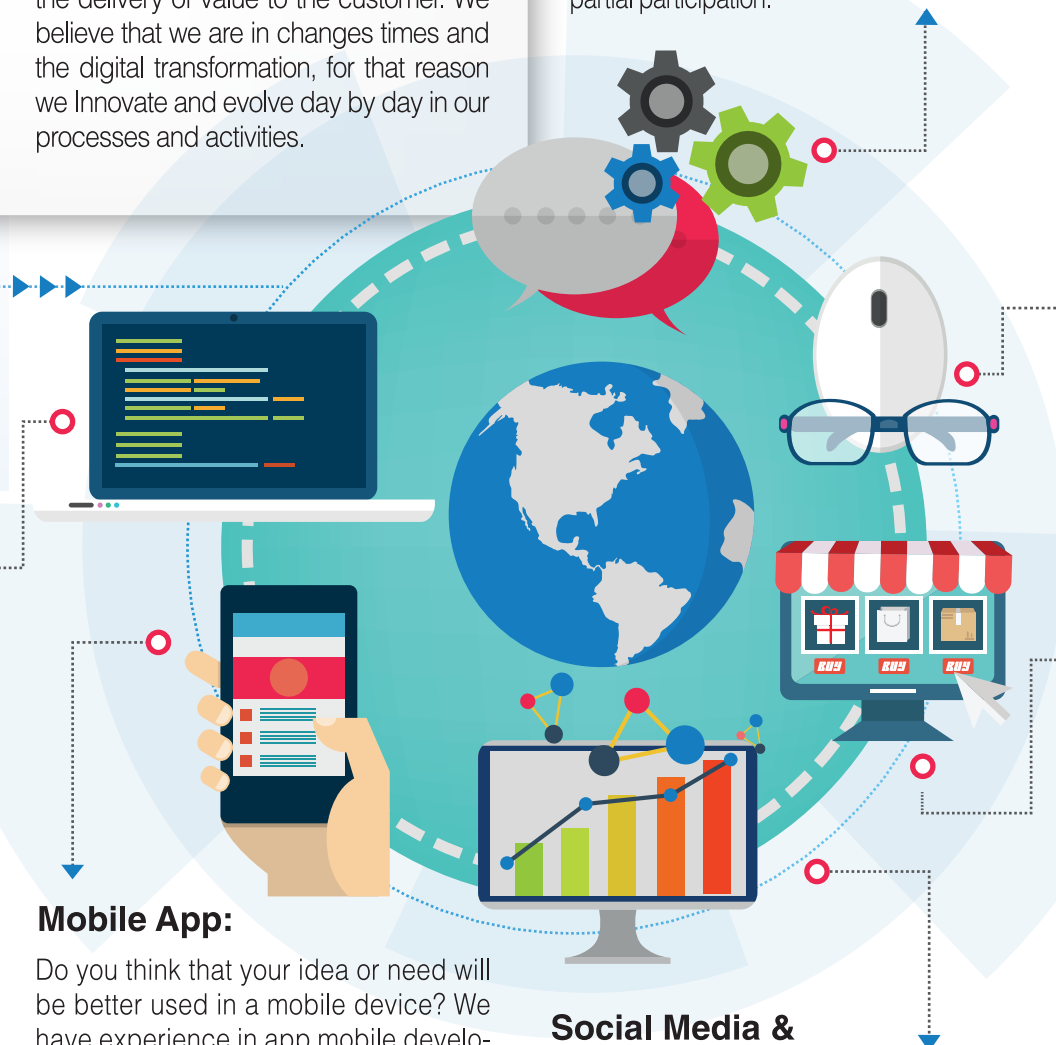 the delivery of value to the customer. We
believe that we are in changes times and
the digital transformation, for that reason
we Innovate and evolve day by day in our
processes and activities.
partial participation.
BUY BUY BUY
Mobile App:
Do you think that your idea or need will
be better used in a mobile device? We
have experience in app mobile develo-
Social Media &